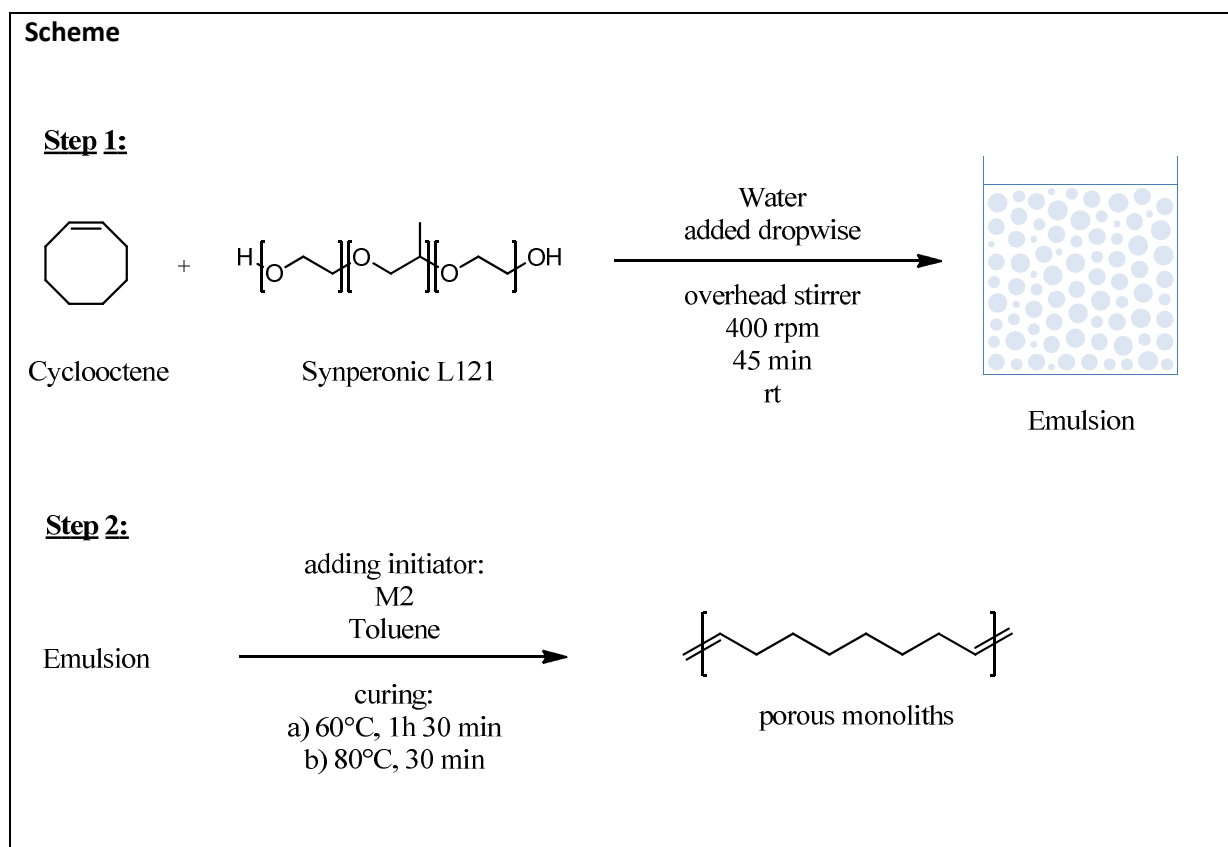 Scheme
Step 1:
Cyclooctene
+
H
O
O
O
OH
Synperonic L121
Water
added dropwise
overhead stirrer
400 rpm
45 min
rt
Emulsion
Step 2:
Emulsion
adding initiator:
M2
Toluene
curing:
a) 60°C, 1h 30 min
b) 80°C, 30 min
porous monoliths